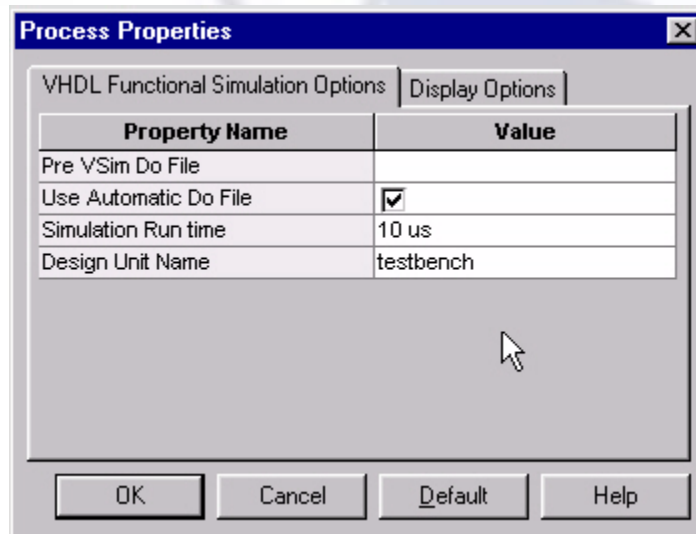 Process Properties
VHDL Functional Simulation Options Display Options
Property Name Value
Pre VSim Do File
Use Automatic Do File
Simulation Run time 10 us
Design Unit Name testbench
OK Cancel Default Help